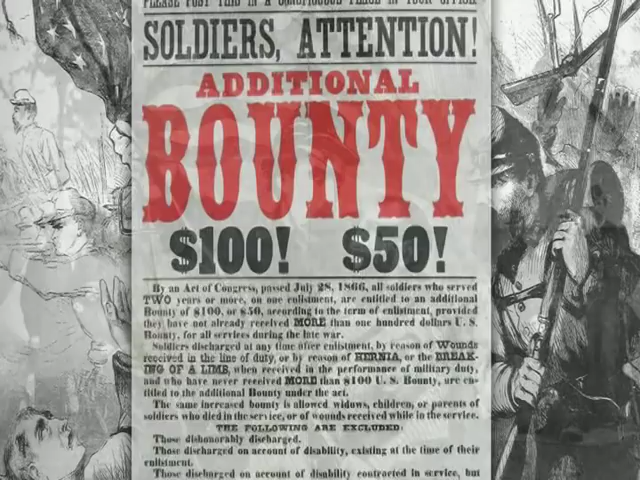 PLEASE POST THIS IN A CONSPICUOUS PLACE IN YOUR OFFICE.
SOLDIERS, ATTENTION!
ADDITIONAL
BOUNTY
$100! $50!
By an Act of Congress, passed July 28, 1866, all soldiers who served
TWO years or more, on one enlistment, are entitled to an additional
Bounty of $100, or $50, according to the term of enlistment, provided
they have not already received MORE than one hundred dollars U. S.
Bounty, for all services during the late war.
Soldiers discharged at any time after enlistment, by reason of Wounds
received in the line of duty, or by reason of HERNIA, or the BREAK-
ING OF A LIMB, when received in the performance of military duty,
and who have never received MORE than $100 U. S. Bounty, are en-
titled to the additional Bounty under the act.
The same increased bounty is allowed widows, children, or parents of
soldiers who died in the service, or of wounds received while in the service.
THE FOLLOWING ARE EXCLUDED:
Those dishonorably discharged.
Those discharged on account of disability, existing at the time of their
enlistment.
Those discharged on account of disability contracted in service, but